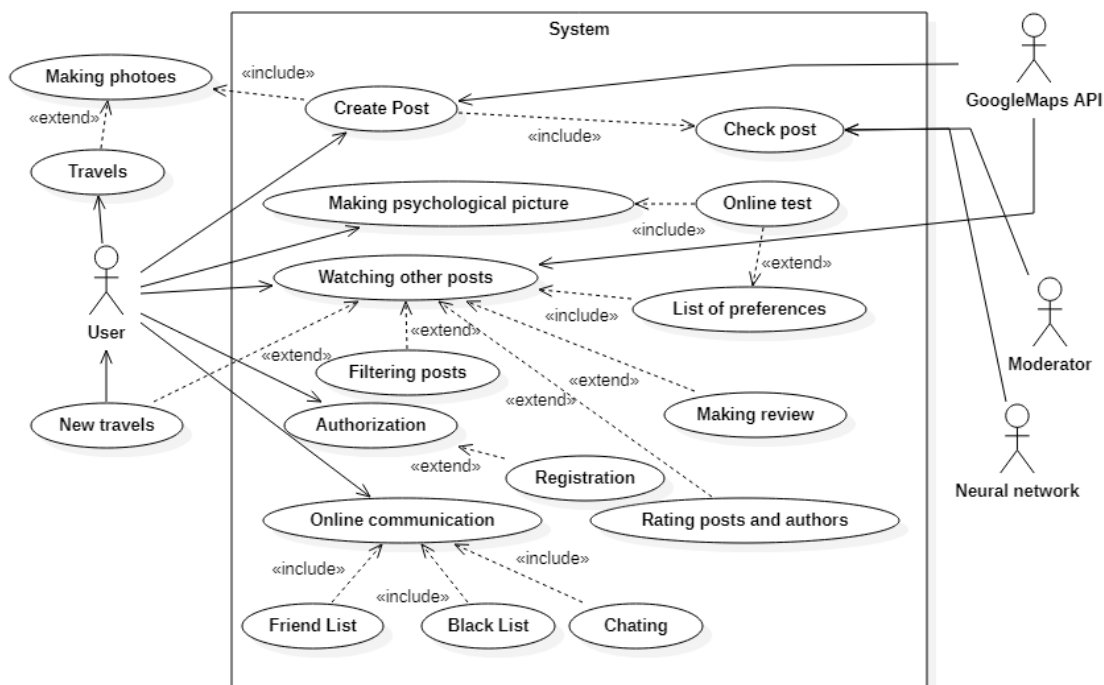 System
GoogleMaps API
Making photoes
«include»
Create Post
«extend»
«include»
Check post
Travels
Making psychological picture
Online test
«include»
User
Watching other posts
«extend»
List of preferences
«include»
«extend»
«extend»
Filtering posts
Moderator
«extend»
«extend»
New travels
Authorization
Making review
«extend»
Registration
Neural network
Online communication
Rating posts and authors
«include»
«include»
«include»
Friend List
Black List
Chating